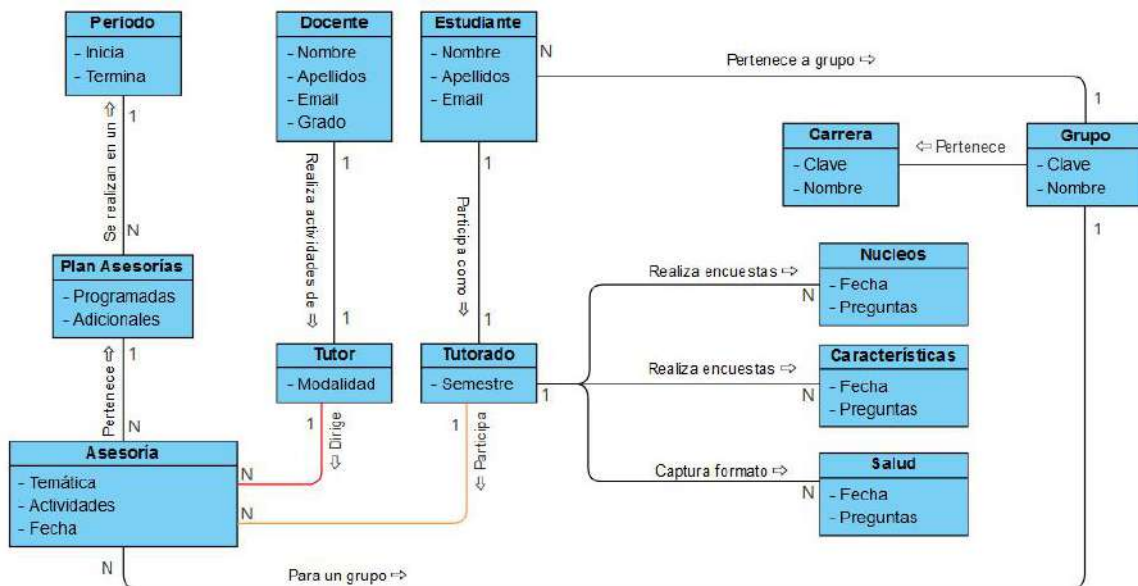 Periodo
- Inicia
- Termina
Docente
- Nombre
- Apellidos
- Email
- Grado
Estudiante
- Nombre
- Apellidos
- Email
N
Pertenece a grupo ⇨
1
Carrera
- Clave
- Nombre
⇦ Pertenece
Grupo
- Clave
- Nombre
1
1
Se realizan en un ⇨
N
1
Realiza actividades de ⇨
1
1
Participa como ⇨
1
Plan Asesorías
- Programadas
- Adicionales
1
Pertenece ⇨
N
Tutor
- Modalidad
1
⇩ Dirige
N
Tutorado
- Semestre
1
⇩ Participa
N
1
Realiza encuestas ⇨
N
Nucleos
- Fecha
- Preguntas
Realiza encuestas ⇨
N
Característicias
- Fecha
- Preguntas
Captura formato ⇨
N
Salud
- Fecha
- Preguntas
Asesoría
- Temática
- Actividades
- Fecha
N
Para un grupo ⇨